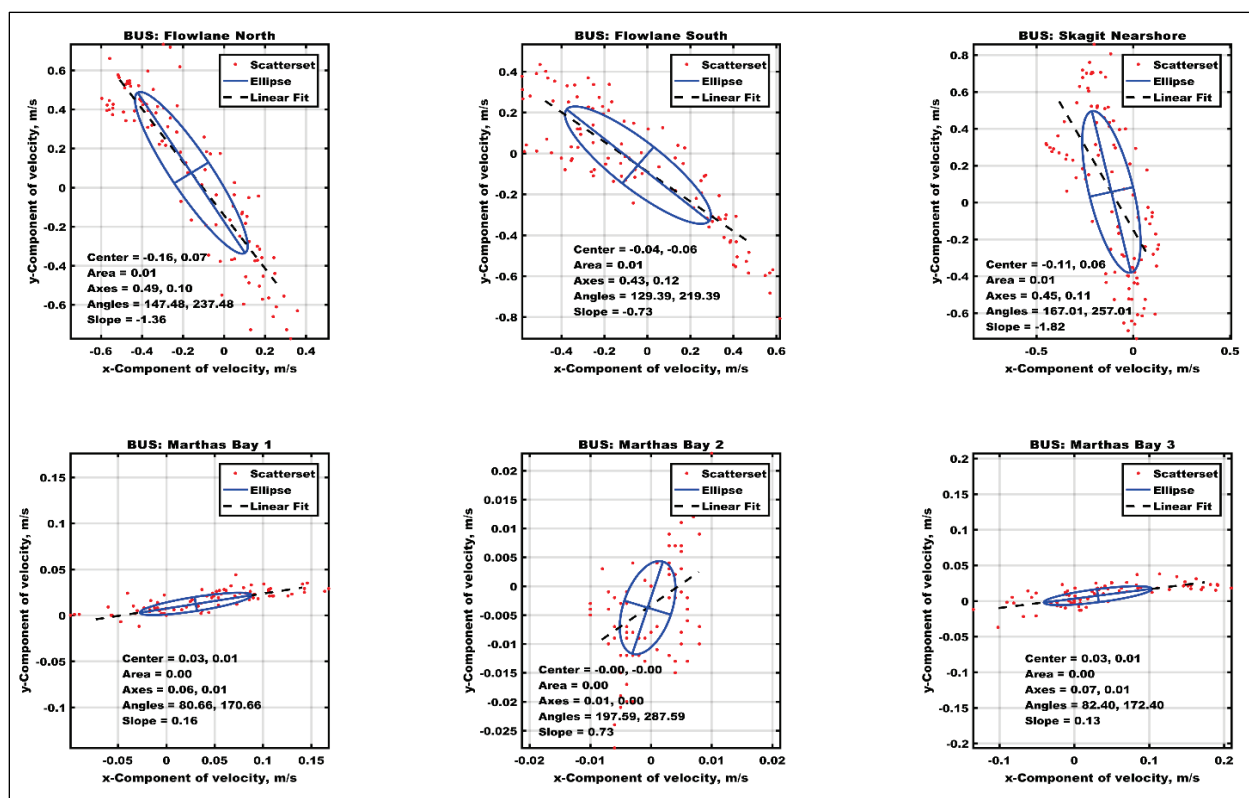 BUS: Flowlane North
Scatterset
Ellipse
Linear Fit
y-Component of velocity, m/s
0.6
0.4
0.2
0
-0.2
-0.4
-0.6
Center = -0.16, 0.07
Area = 0.01
Axes = 0.49, 0.10
Angles = 147.48, 237.48
Slope = -1.36
-0.6 -0.4 -0.2 0 0.2 0.4
x-Component of velocity, m/s
BUS: Flowlane South
Scatterset
Ellipse
Linear Fit
y-Component of velocity, m/s
0.4
0.2
0
-0.2
-0.4
-0.6
-0.8
Center = -0.04, -0.06
Area = 0.01
Axes = 0.43, 0.12
Angles = 129.39, 219.39
Slope = -0.73
-0.4 -0.2 0 0.2 0.4 0.6
x-Component of velocity, m/s
BUS: Skagit Nearshore
Scatterset
Ellipse
Linear Fit
y-Component of velocity, m/s
0.8
0.6
0.4
0.2
0
-0.2
-0.4
-0.6
Center = -0.11, 0.06
Area = 0.01
Axes = 0.45, 0.11
Angles = 167.01, 257.01
Slope = -1.82
-0.5 0 0.5
x-Component of velocity, m/s
BUS: Marthas Bay 1
Scatterset
Ellipse
Linear Fit
y-Component of velocity, m/s
0.15
0.1
0.05
0
-0.05
-0.1
Center = 0.03, 0.01
Area = 0.00
Axes = 0.06, 0.01
Angles = 80.66, 170.66
Slope = 0.16
-0.05 0 0.05 0.1 0.15
x-Component of velocity, m/s
BUS: Marthas Bay 2
Scatterset
Ellipse
Linear Fit
y-Component of velocity, m/s
0.02
0.015
0.01
0.005
0
-0.005
-0.01
-0.015
-0.02
-0.025
Center = -0.00, -0.00
Area = 0.00
Axes = 0.01, 0.00
Angles = 197.59, 287.59
Slope = 0.73
-0.02 -0.01 0 0.01 0.02
x-Component of velocity, m/s
BUS: Marthas Bay 3
Scatterset
Ellipse
Linear Fit
y-Component of velocity, m/s
0.2
0.15
0.1
0.05
0
-0.05
-0.1
-0.15
-0.2
Center = 0.03, 0.01
Area = 0.00
Axes = 0.07, 0.01
Angles = 82.40, 172.40
Slope = 0.13
-0.1 0 0.1 0.2
x-Component of velocity, m/s